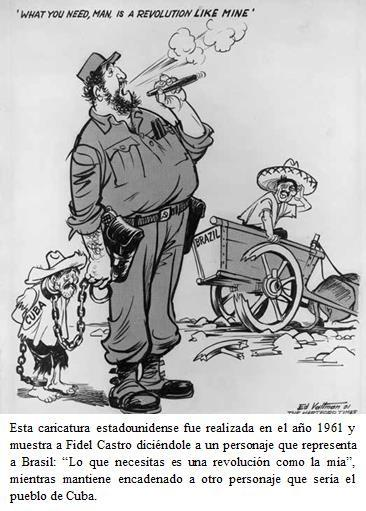 'WHAT YOU NEED, MAN, IS A REVOLUTION LIKE MINE'
BRAZIL
CUBA
Ed Valtman 61
THE HARTFORD TIMES
Esta caricatura estadounidense fue realizada en el año 1961 y
muestra a Fidel Castro diciéndole a un personaje que representa
a Brasil: “Lo que necesitas es una revolución como la mía”,
mientras mantiene encadenado a otro personaje que sería el
pueblo de Cuba.